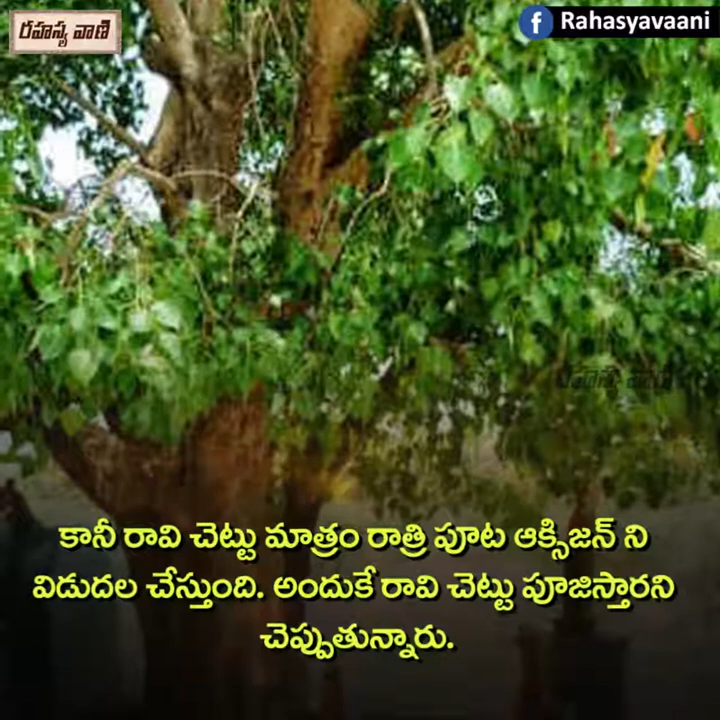 రహస్య వాణి
f Rahasyavaani
కానీ రావి చెట్టు మాత్రం రాత్రి పూట ఆక్సిజన్ ని
విడుదల చేస్తుంది. అందుకే రావి చెట్టు పూజిస్తారని
చెప్పుతున్నారు.